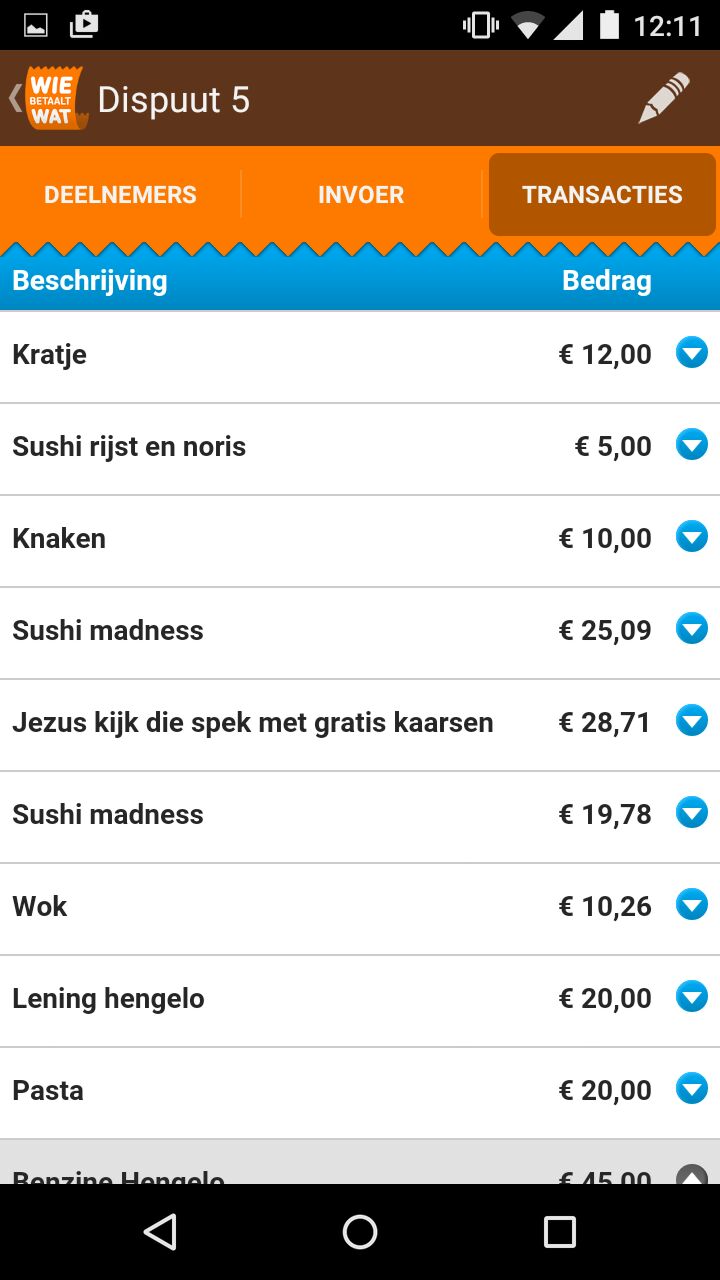 12:11
WIE
BETAALT
WAT
Dispuut 5
DEELNEMERS INVOER TRANSACTIES
Beschrijving Bedrag
Kratje € 12,00
Sushi rijst en noris € 5,00
Knaken € 10,00
Sushi madness € 25,09
Jezus kijk die spek met gratis kaarsen € 28,71
Sushi madness € 19,78
Wok € 10,26
Lening hengelo € 20,00
Pasta € 20,00
Benzine Hengelo € 45,00